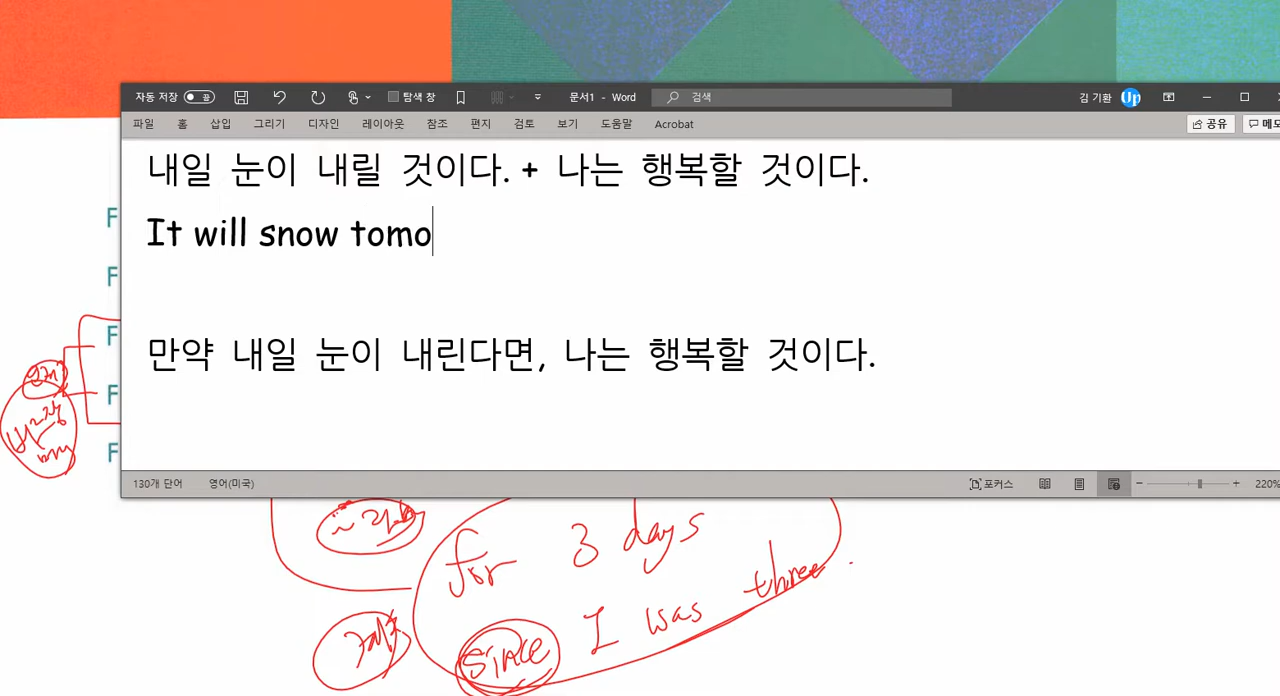 자동 저장 끔 탐색 창 문서1 - Word 검색 김 기환 Up
파일 홈 삽입 그리기 디자인 레이아웃 참조 편지 검토 보기 도움말 Acrobat 공유 메모
내일 눈이 내릴 것이다. + 나는 행복할 것이다.
It will snow tomo
만약 내일 눈이 내린다면, 나는 행복할 것이다.
F
F
F
F
F
130개 단어 영어(미국) 포커스 220%
for 3 days
since I was three.